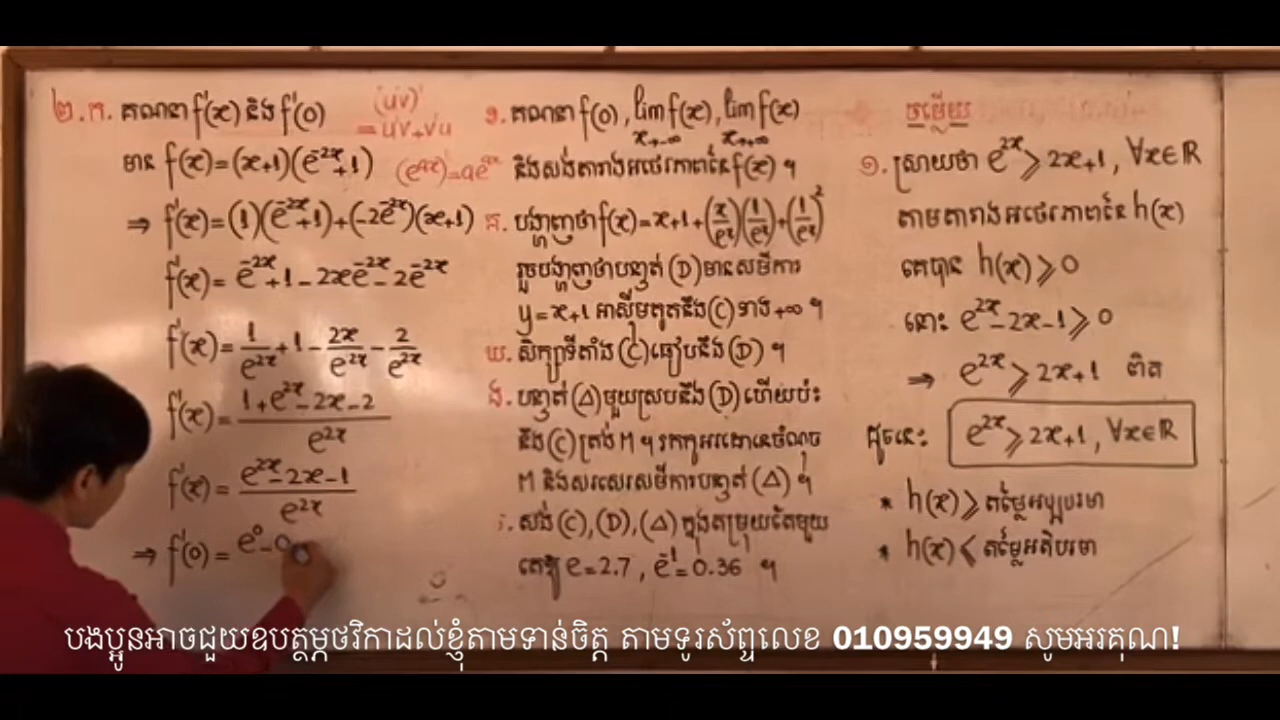 ២.ក. គណនា f'(x) និង f'(0)
(uv)'
= u'v+v'u
មាន f(x)=(x+1)(e^{-2x}+1)
(e^{ax})'=ae^{ax}
⇒ f'(x)=(1)(e^{-2x}+1)+(-2e^{-2x})(x+1)
f'(x)= e^{-2x}+1-2xe^{-2x}-2e^{-2x}
f'(x)= \frac{1}{e^{2x}}+1-\frac{2x}{e^{2x}}-\frac{2}{e^{2x}}
f'(x)= \frac{1+e^{2x}-2x-2}{e^{2x}}
f'(x)= \frac{e^{2x}-2x-1}{e^{2x}}
⇒ f'(0)= e^0-0
គណនា f(0), lim f(x), lim f(x)
x→-∞ x→+∞
និងសង់តារាងអថេរភាពនៃ f(x) ។
គ. បង្ហាញថា f(x)=x+1+(\frac{x}{e^x})(\frac{1}{e^x})+(\frac{1}{e^x})^2
រួចបង្ហាញថាបន្ទាត់ (D) មានសមីការ
y=x+1 អាស៊ីមតូតនឹង (C) ខាង +∞ ។
ឃ. សិក្សាទីតាំង (C) ធៀបនឹង (D) ។
ង. បន្ទាត់ (Δ) មួយស្របនឹង (D) ហើយប៉ះ
នឹង (C) ត្រង់ M ។ រកកូអរដោនេចំណុច
M និងសរសេរសមីការបន្ទាត់ (Δ) ។
សង់ (C), (D), (Δ) ក្នុងតម្រុយតែមួយ
គេឲ្យ e=2.7, e^{-1}=0.36 ។
ចម្លើយ
១. ស្រាយថា e^{2x} ⩾ 2x+1, ∀x∈ℝ
តាមតារាងអថេរភាពនៃ h(x)
គេបាន h(x) ⩾ 0
នោះ e^{2x}-2x-1 ⩾ 0
⇒ e^{2x} ⩾ 2x+1 ពិត
ដូចនេះ e^{2x} ⩾ 2x+1, ∀x∈ℝ
* h(x) ⩾ តម្លៃអប្បបរមា
* h(x) ⩽ តម្លៃអតិបរមា
បងប្អូនអាចជួយឧបត្ថម្ភថវិកាដល់ខ្ញុំតាមទាន់ចិត្ត តាមទូរស័ព្ទលេខ 010959949 សូមអរគុណ!